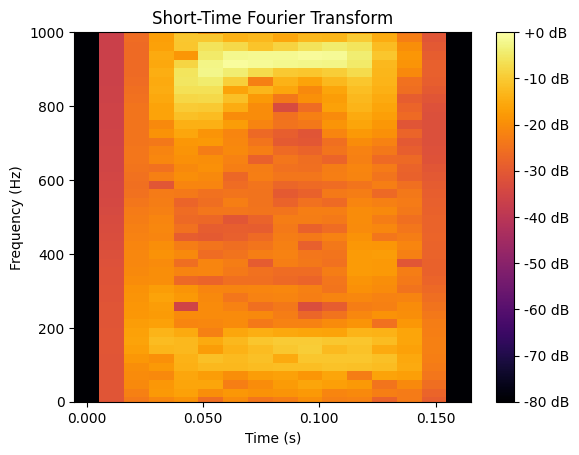 Short-Time Fourier Transform
1000
800
600
400
200
0
Frequency (Hz)
0.000
0.050
0.100
0.150
Time (s)
+0 dB
-10 dB
-20 dB
-30 dB
-40 dB
-50 dB
-60 dB
-70 dB
-80 dB